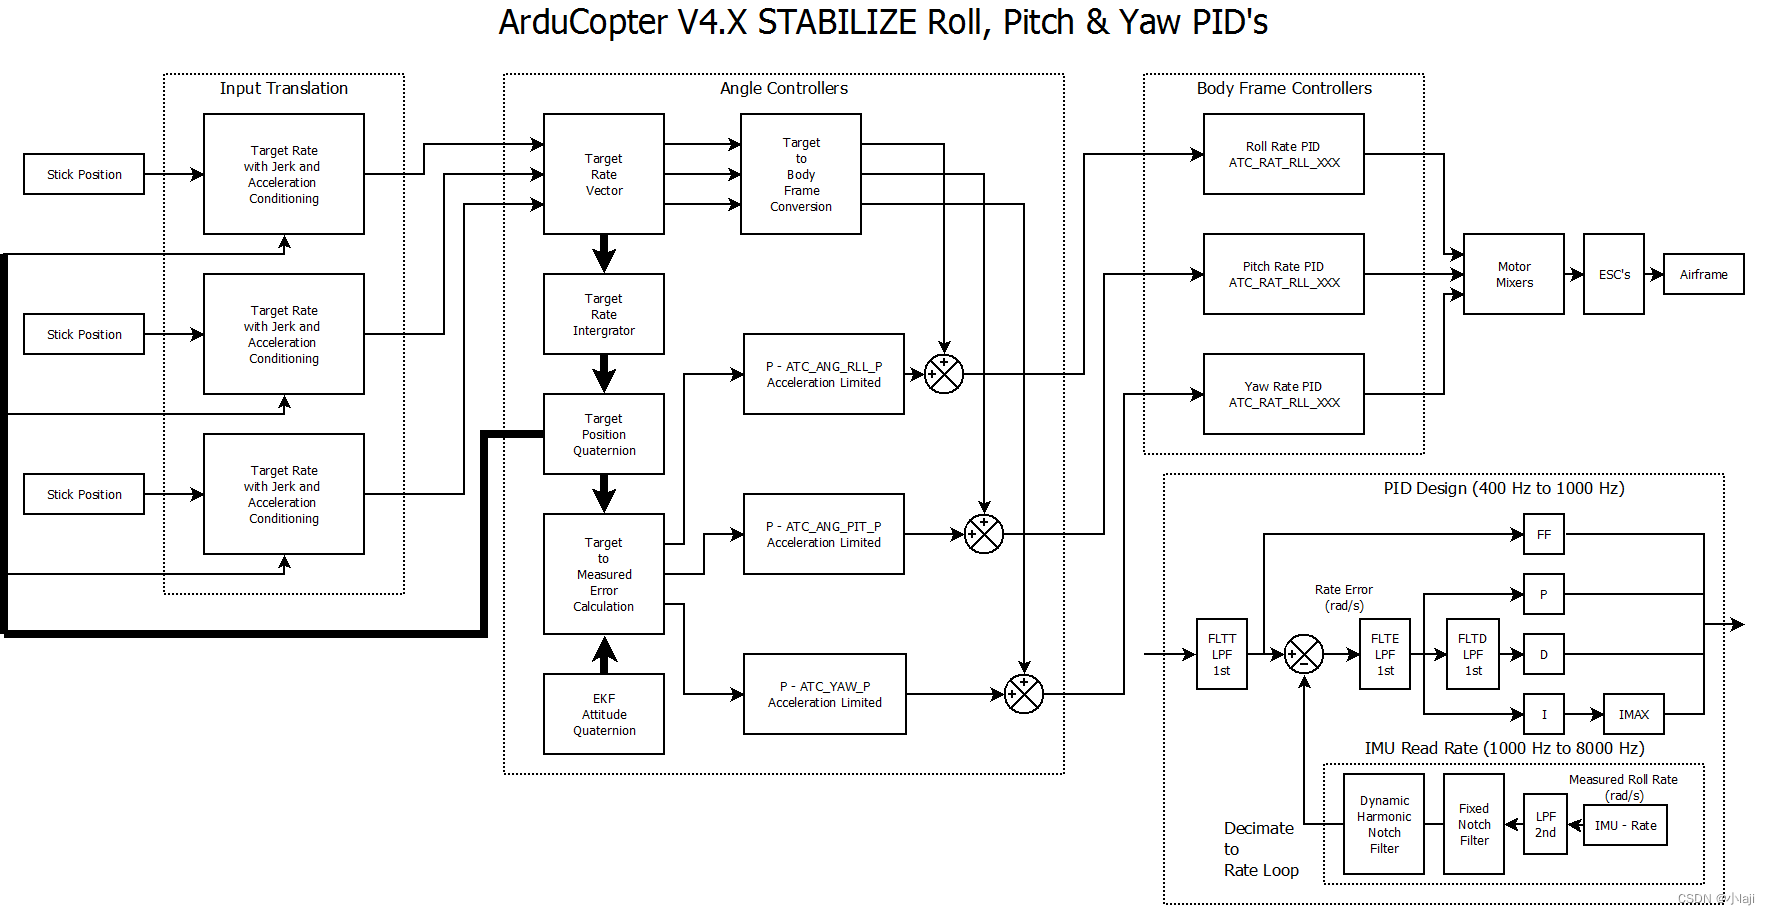 ArduCopter V4.X STABILIZE Roll, Pitch & Yaw PID's
Input Translation
Stick Position
Target Rate
with Jerk and
Acceleration
Conditioning
Stick Position
Target Rate
with Jerk and
Acceleration
Conditioning
Stick Position
Target Rate
with Jerk and
Acceleration
Conditioning
Angle Controllers
Target
Rate
Vector
Target
to
Body
Frame
Conversion
Target
Rate
Intergrator
Target
Position
Quaternion
Target
to
Measured
Error
Calculation
EKF
Attitude
Quaternion
P - ATC_ANG_RLL_P
Acceleration Limited
+
+
P - ATC_ANG_PIT_P
Acceleration Limited
+
+
P - ATC_YAW_P
Acceleration Limited
+
+
Body Frame Controllers
Roll Rate PID
ATC_RAT_RLL_XXX
Pitch Rate PID
ATC_RAT_RLL_XXX
Yaw Rate PID
ATC_RAT_RLL_XXX
Motor
Mixers
ESC's
Airframe
PID Design (400 Hz to 1000 Hz)
FLTT
LPF
1st
+
−
Rate Error
(rad/s)
FLTE
LPF
1st
FLTD
LPF
1st
FF
P
D
I
IMAX
IMU Read Rate (1000 Hz to 8000 Hz)
Measured Roll Rate
(rad/s)
IMU - Rate
LPF
2nd
Fixed
Notch
Filter
Dynamic
Harmonic
Notch
Filter
Decimate
to
Rate Loop
CSDN @小laji